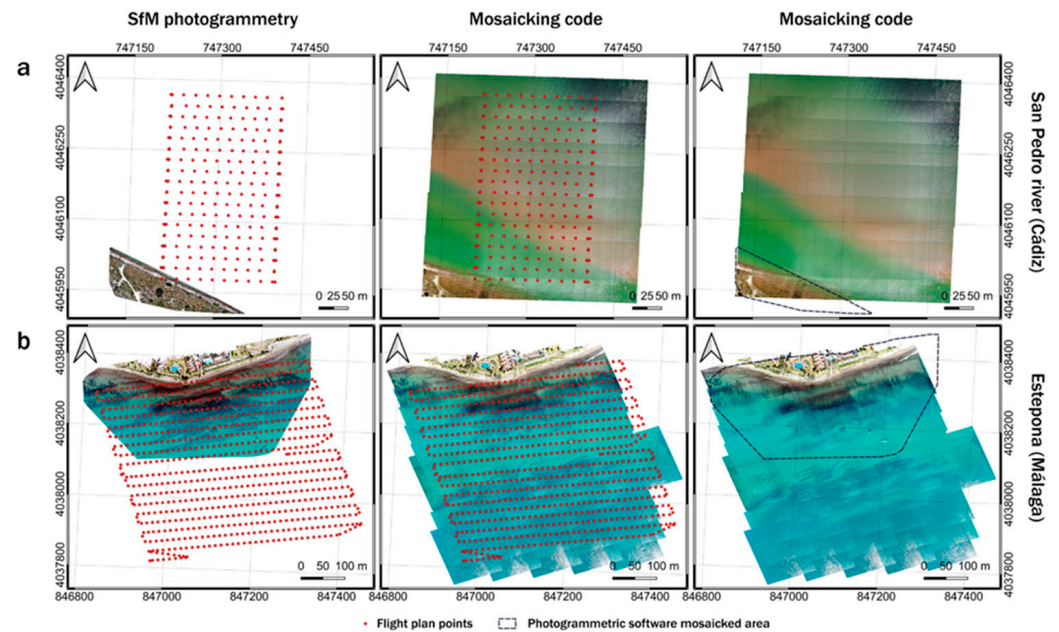 SfM photogrammetry Mosaicking code Mosaicking code
747150 747300 747450 747150 747300 747450 747150 747300 747450
a
4046400 4046250 4046100 4045950
0 25 50 m
0 25 50 m
0 25 50 m
4046400 4046250 4046100 4045950
San Pedro river (Cádiz)
b
4038400 4038200 4038000 4037800
0 50 100 m
0 50 100 m
0 50 100 m
4038400 4038200 4038000 4037800
Estepona (Málaga)
846800 847000 847200 847400 847000 847200 847400 847000 847200 847400
Flight plan points Photogrammetric software mosaicked area